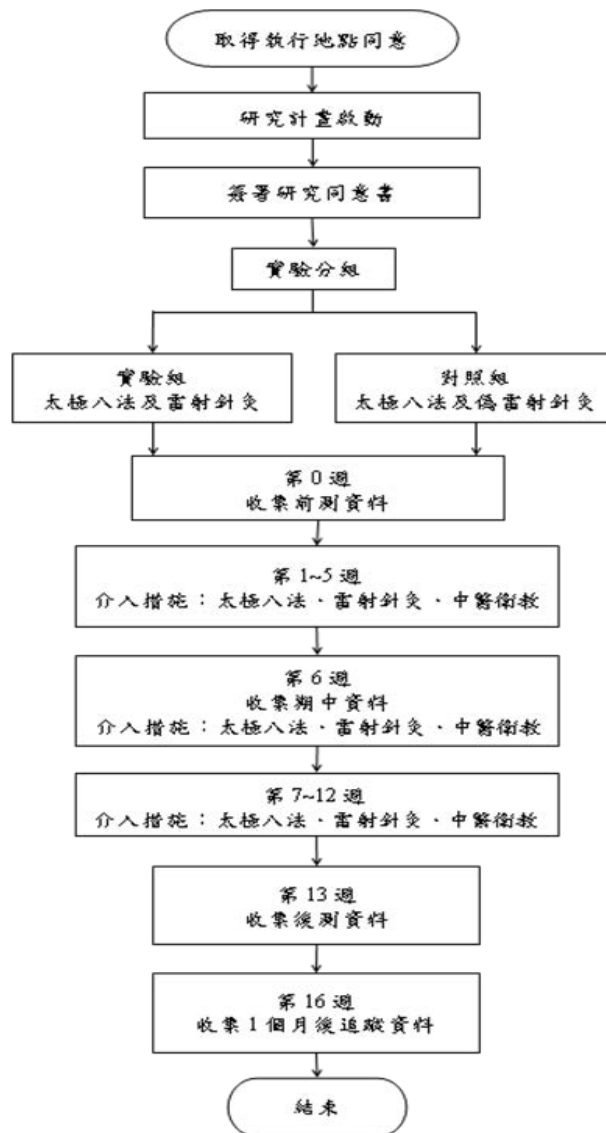 取得執行地點同意
研究計畫啟動
簽署研究同意書
實驗分組
實驗組
太極八法及雷射針灸
對照組
太極八法及偽雷射針灸
第 0 週
收集前測資料
第 1~5 週
介入措施：太極八法、雷射針灸、中醫衛教
第 6 週
收集期中資料
介入措施：太極八法、雷射針灸、中醫衛教
第 7~12 週
介入措施：太極八法、雷射針灸、中醫衛教
第 13 週
收集後測資料
第 16 週
收集 1 個月後追蹤資料
結束